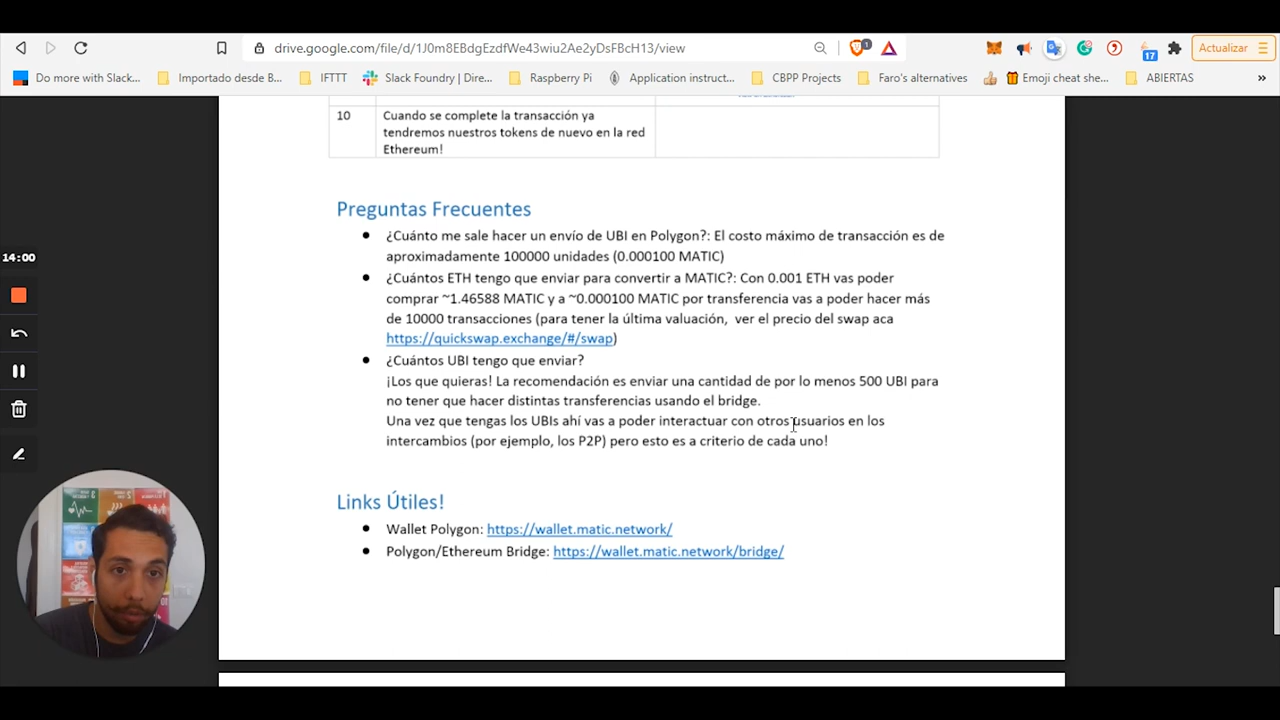 drive.google.com/file/d/1J0m8EBdgEzdfWe43wiu2Ae2yDsFBcH13/view
1
17
Actualizar
Do more with Slack...
Importado desde B...
IFTTT
Slack Foundry | Dire...
Raspberry Pi
Application instruct...
CBPP Projects
Faro's alternatives
Emoji cheat she...
ABIERTAS
»
10
Cuando se complete la transacción ya
tendremos nuestros tokens de nuevo en la red
Ethereum!
Preguntas Frecuentes
● ¿Cuánto me sale hacer un envío de UBI en Polygon?: El costo máximo de transacción es de
aproximadamente 100000 unidades (0.000100 MATIC)
● ¿Cuántos ETH tengo que enviar para convertir a MATIC?: Con 0.001 ETH vas poder
comprar ~1.46588 MATIC y a ~0.000100 MATIC por transferencia vas a poder hacer más
de 10000 transacciones (para tener la última valuación, ver el precio del swap aca
https://quickswap.exchange/#/swap)
● ¿Cuántos UBI tengo que enviar?
¡Los que quieras! La recomendación es enviar una cantidad de por lo menos 500 UBI para
no tener que hacer distintas transferencias usando el bridge.
Una vez que tengas los UBIs ahí vas a poder interactuar con otros usuarios en los
intercambios (por ejemplo, los P2P) pero esto es a criterio de cada uno!
Links Útiles!
● Wallet Polygon: https://wallet.matic.network/
● Polygon/Ethereum Bridge: https://wallet.matic.network/bridge/
14:00